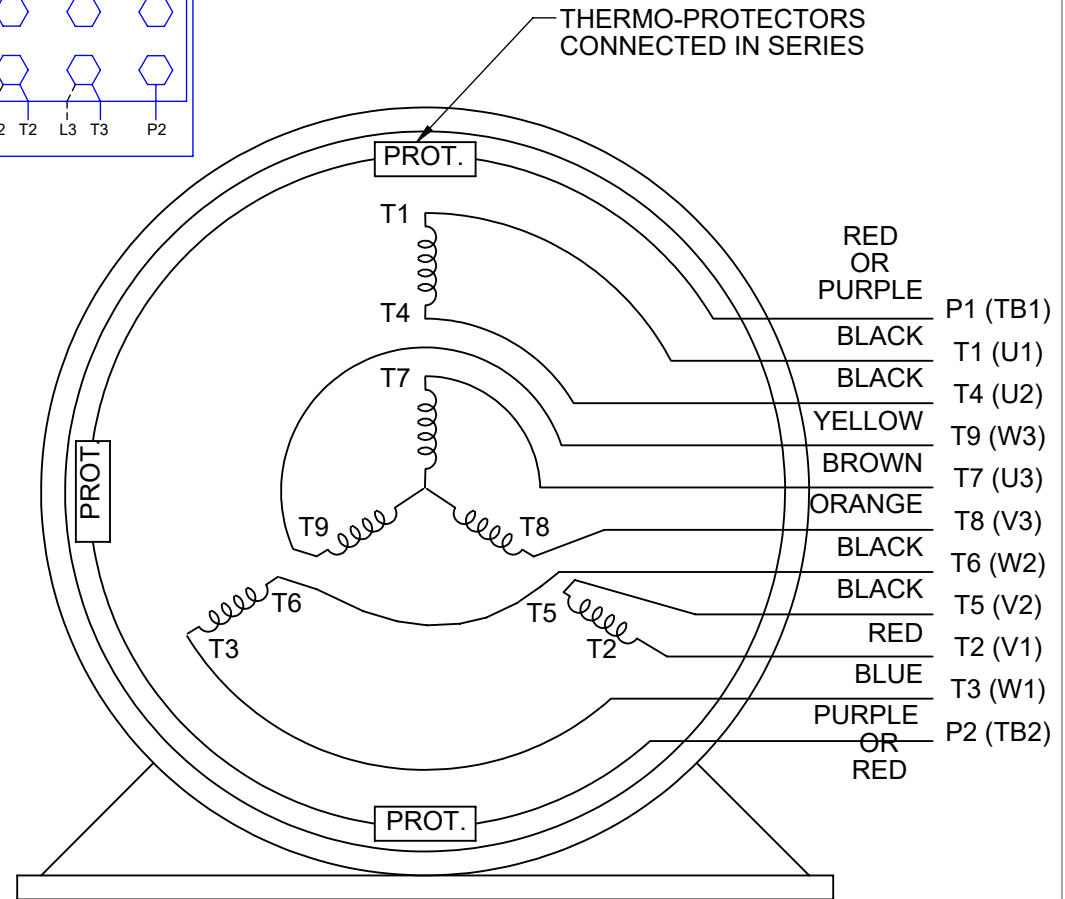 THERMO-PROTECTORS
CONNECTED IN SERIES
2 T2 L3 T3 P2
PROT.
T1
T4
T7
T9
T8
T6
T5
T3
T2
PROT.
PROT.
RED
OR
PURPLE
P1 (TB1)
BLACK
T1 (U1)
BLACK
T4 (U2)
YELLOW
T9 (W3)
BROWN
T7 (U3)
ORANGE
T8 (V3)
BLACK
T6 (W2)
BLACK
T5 (V2)
RED
T2 (V1)
BLUE
T3 (W1)
PURPLE
OR
RED
P2 (TB2)